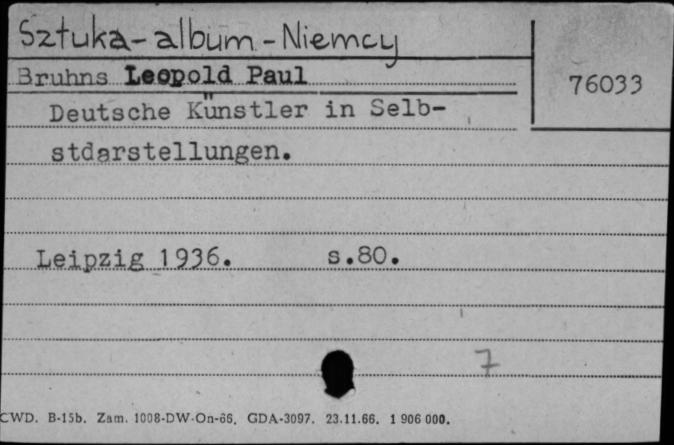 Sztuka-album-Niemcy
Bruhns Leopold Paul
76033
Deutsche Künstler in Selb-
stdarstellungen.
Leipzig 1936. s.80.
7
CWD. B-15b. Zam. 1008-DW-On-66. GDA-3097. 23.11.66. 1 906 000.